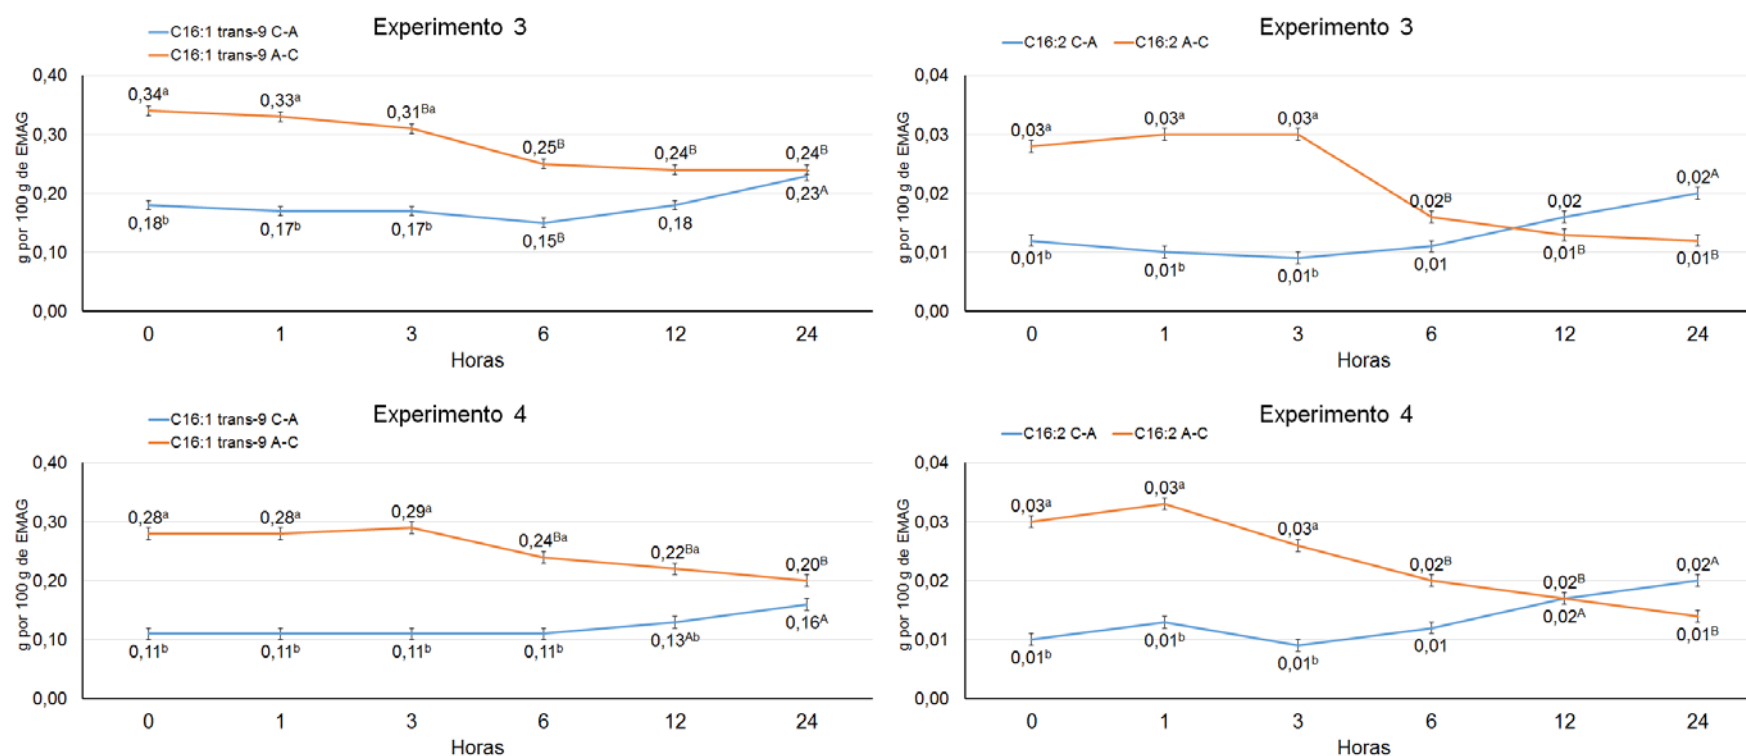 Experimento 3
C16:1 trans-9 C-A
C16:1 trans-9 A-C
g por 100 g de EMAG
0,40
0,30
0,20
0,10
0,00
0,34ᵃ
0,33ᵃ
0,31ᴮᵃ
0,25ᴮ
0,24ᴮ
0,24ᴮ
0,18ᵇ
0,17ᵇ
0,17ᵇ
0,15ᴮ
0,18
0,23ᴬ
0 1 3 6 12 24
Horas
Experimento 3
C16:2 C-A C16:2 A-C
g por 100 g de EMAG
0,04
0,03
0,02
0,01
0,00
0,03ᵃ
0,03ᵃ
0,03ᵃ
0,02ᴮ
0,02
0,02ᴬ
0,01ᵇ
0,01ᵇ
0,01ᵇ
0,01
0,01ᴮ
0,01ᴮ
0 1 3 6 12 24
Horas
Experimento 4
C16:1 trans-9 C-A
C16:1 trans-9 A-C
g por 100 g de EMAG
0,40
0,30
0,20
0,10
0,00
0,28ᵃ
0,28ᵃ
0,29ᵃ
0,24ᴮᵃ
0,22ᴮᵃ
0,20ᴮ
0,11ᵇ
0,11ᵇ
0,11ᵇ
0,11ᵇ
0,13ᴬᵇ
0,16ᴬ
0 1 3 6 12 24
Horas
Experimento 4
C16:2 C-A C16:2 A-C
g por 100 g de EMAG
0,04
0,03
0,02
0,01
0,00
0,03ᵃ
0,03ᵃ
0,03ᵃ
0,02ᴮ
0,02ᴮ
0,02ᴬ
0,01ᵇ
0,01ᵇ
0,01ᵇ
0,01
0,02ᴬ
0,01ᴮ
0 1 3 6 12 24
Horas